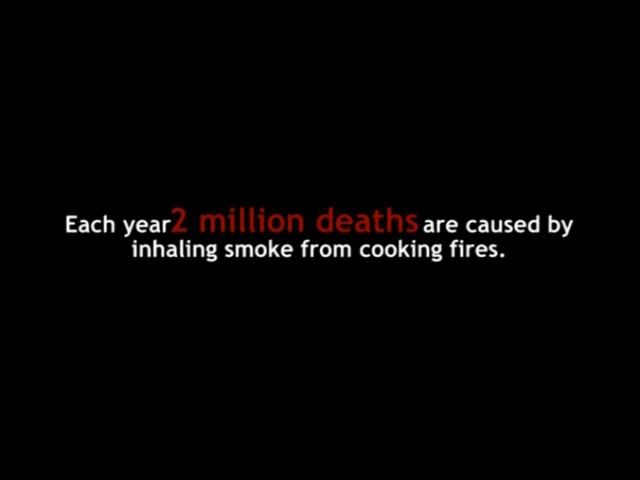 Each year 2 million deaths are caused by
inhaling smoke from cooking fires.